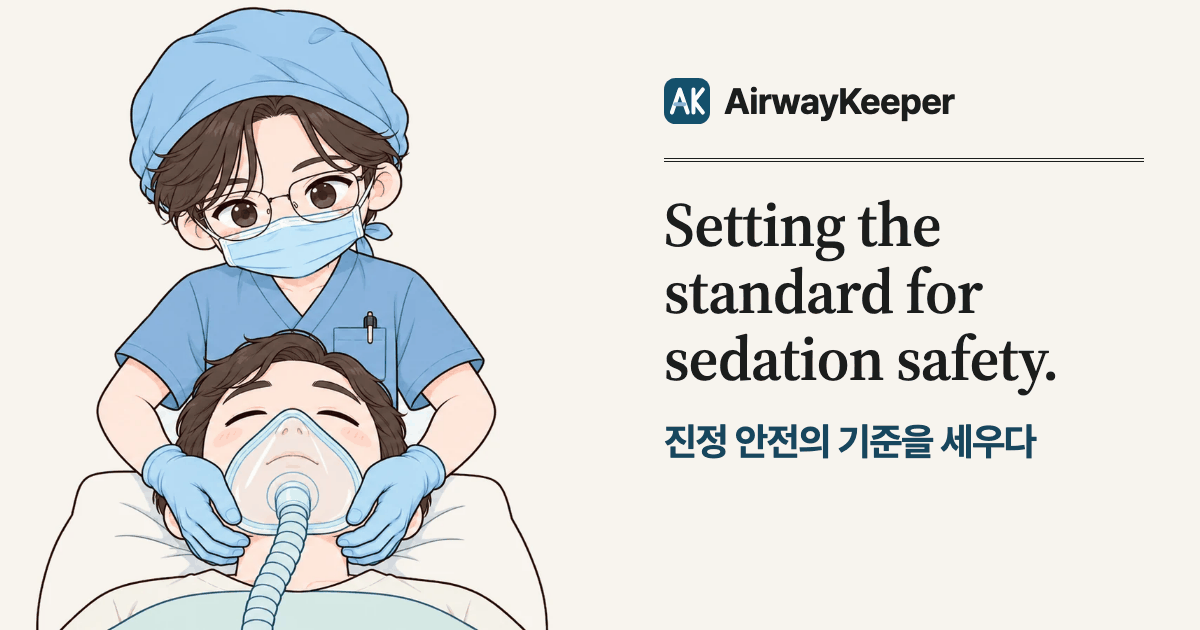 AK AirwayKeeper
Setting the
standard for
sedation safety.
진정 안전의 기준을 세우다